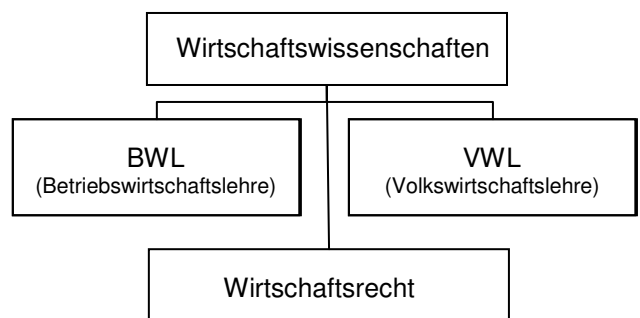 Wirtschaftswissenschaften
BWL
(Betriebswirtschaftslehre)
VWL
(Volkswirtschaftslehre)
Wirtschaftsrecht